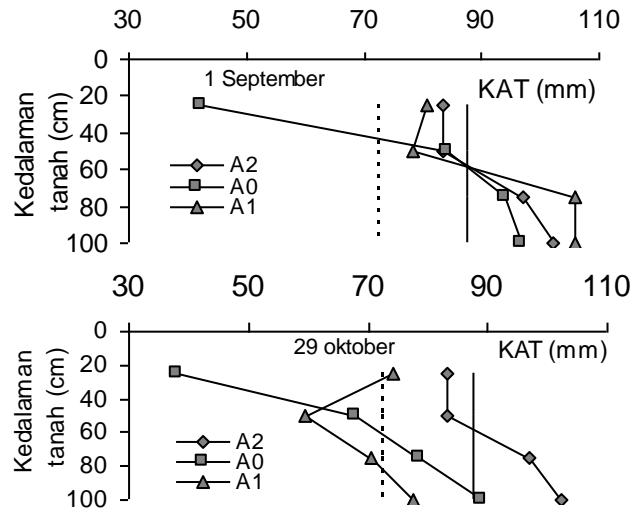 30 50 70 90 110
0
20
40
60
80
100
Kedalaman
tanah (cm)
1 September
KAT (mm)
A2
A0
A1
30 50 70 90 110
0
20
40
60
80
100
Kedalaman
tanah (cm)
29 oktober
KAT (mm)
A2
A0
A1